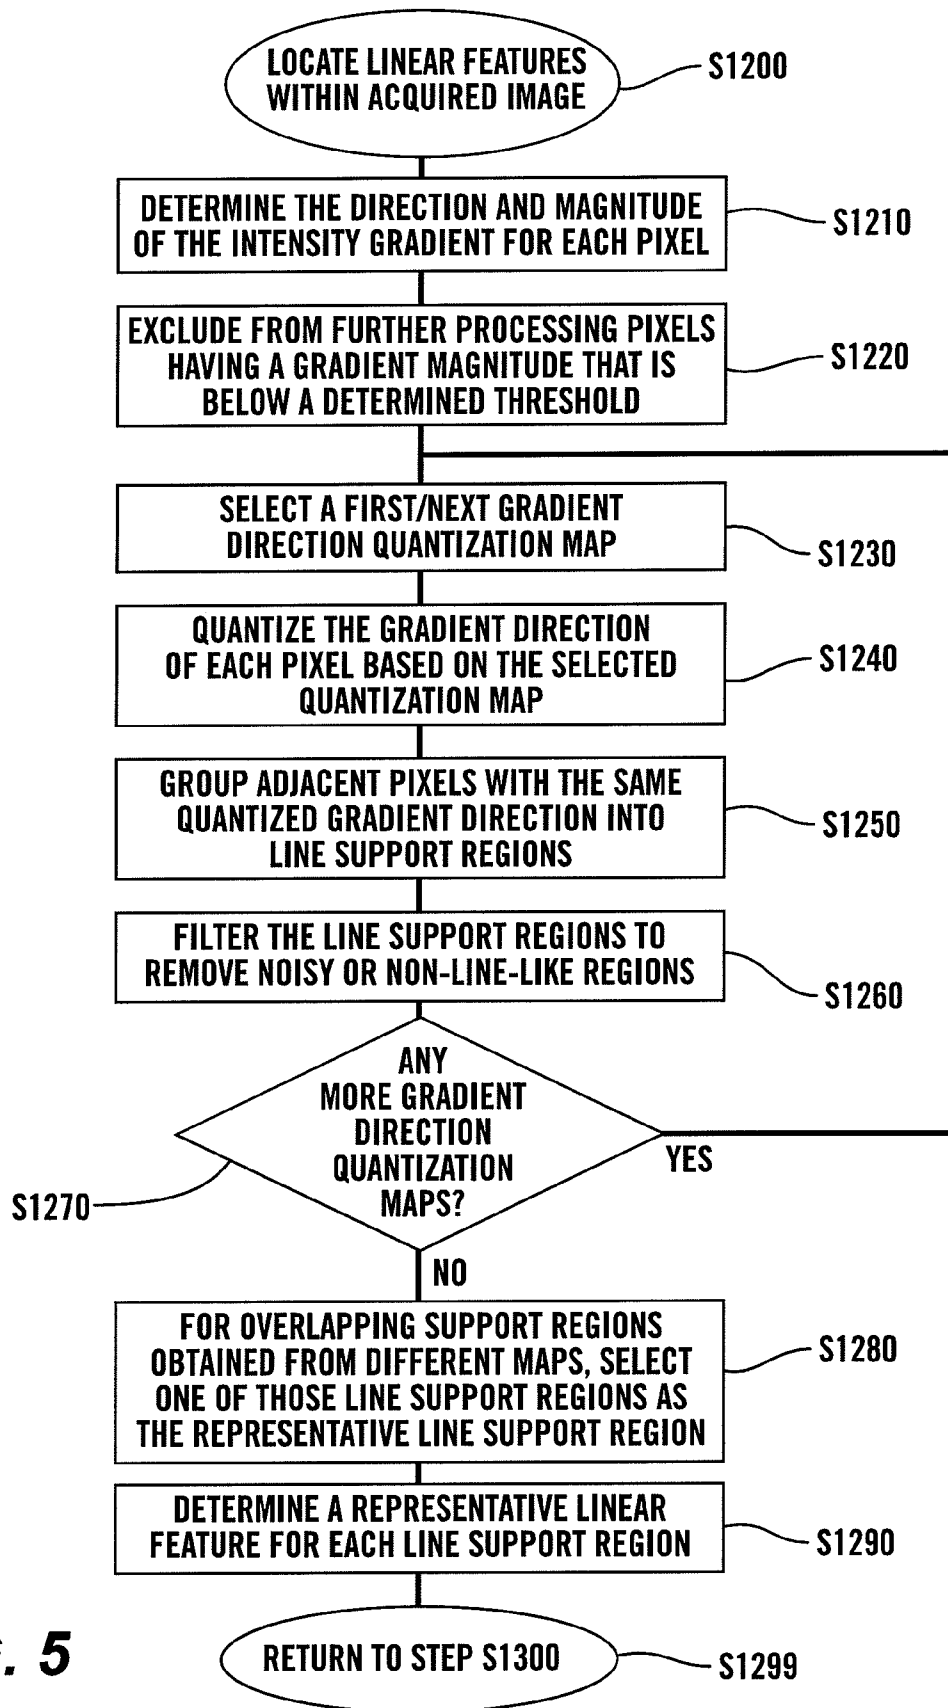 LOCATE LINEAR FEATURES
WITHIN ACQUIRED IMAGE
S1200
DETERMINE THE DIRECTION AND MAGNITUDE
OF THE INTENSITY GRADIENT FOR EACH PIXEL
S1210
EXCLUDE FROM FURTHER PROCESSING PIXELS
HAVING A GRADIENT MAGNITUDE THAT IS
BELOW A DETERMINED THRESHOLD
S1220
SELECT A FIRST/NEXT GRADIENT
DIRECTION QUANTIZATION MAP
S1230
QUANTIZE THE GRADIENT DIRECTION
OF EACH PIXEL BASED ON THE SELECTED
QUANTIZATION MAP
S1240
GROUP ADJACENT PIXELS WITH THE SAME
QUANTIZED GRADIENT DIRECTION INTO
LINE SUPPORT REGIONS
S1250
FILTER THE LINE SUPPORT REGIONS TO
REMOVE NOISY OR NON-LINE-LIKE REGIONS
S1260
ANY
MORE GRADIENT
DIRECTION
QUANTIZATION
MAPS?
YES
S1270
NO
FOR OVERLAPPING SUPPORT REGIONS
OBTAINED FROM DIFFERENT MAPS, SELECT
ONE OF THOSE LINE SUPPORT REGIONS AS
THE REPRESENTATIVE LINE SUPPORT REGION
S1280
DETERMINE A REPRESENTATIVE LINEAR
FEATURE FOR EACH LINE SUPPORT REGION
S1290
RETURN TO STEP S1300
S1299
. 5